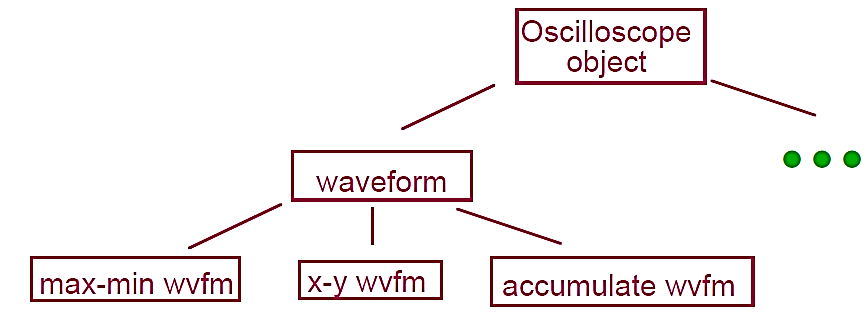 Oscilloscope
object
waveform
max-min wvfm
x-y wvfm
accumulate wvfm